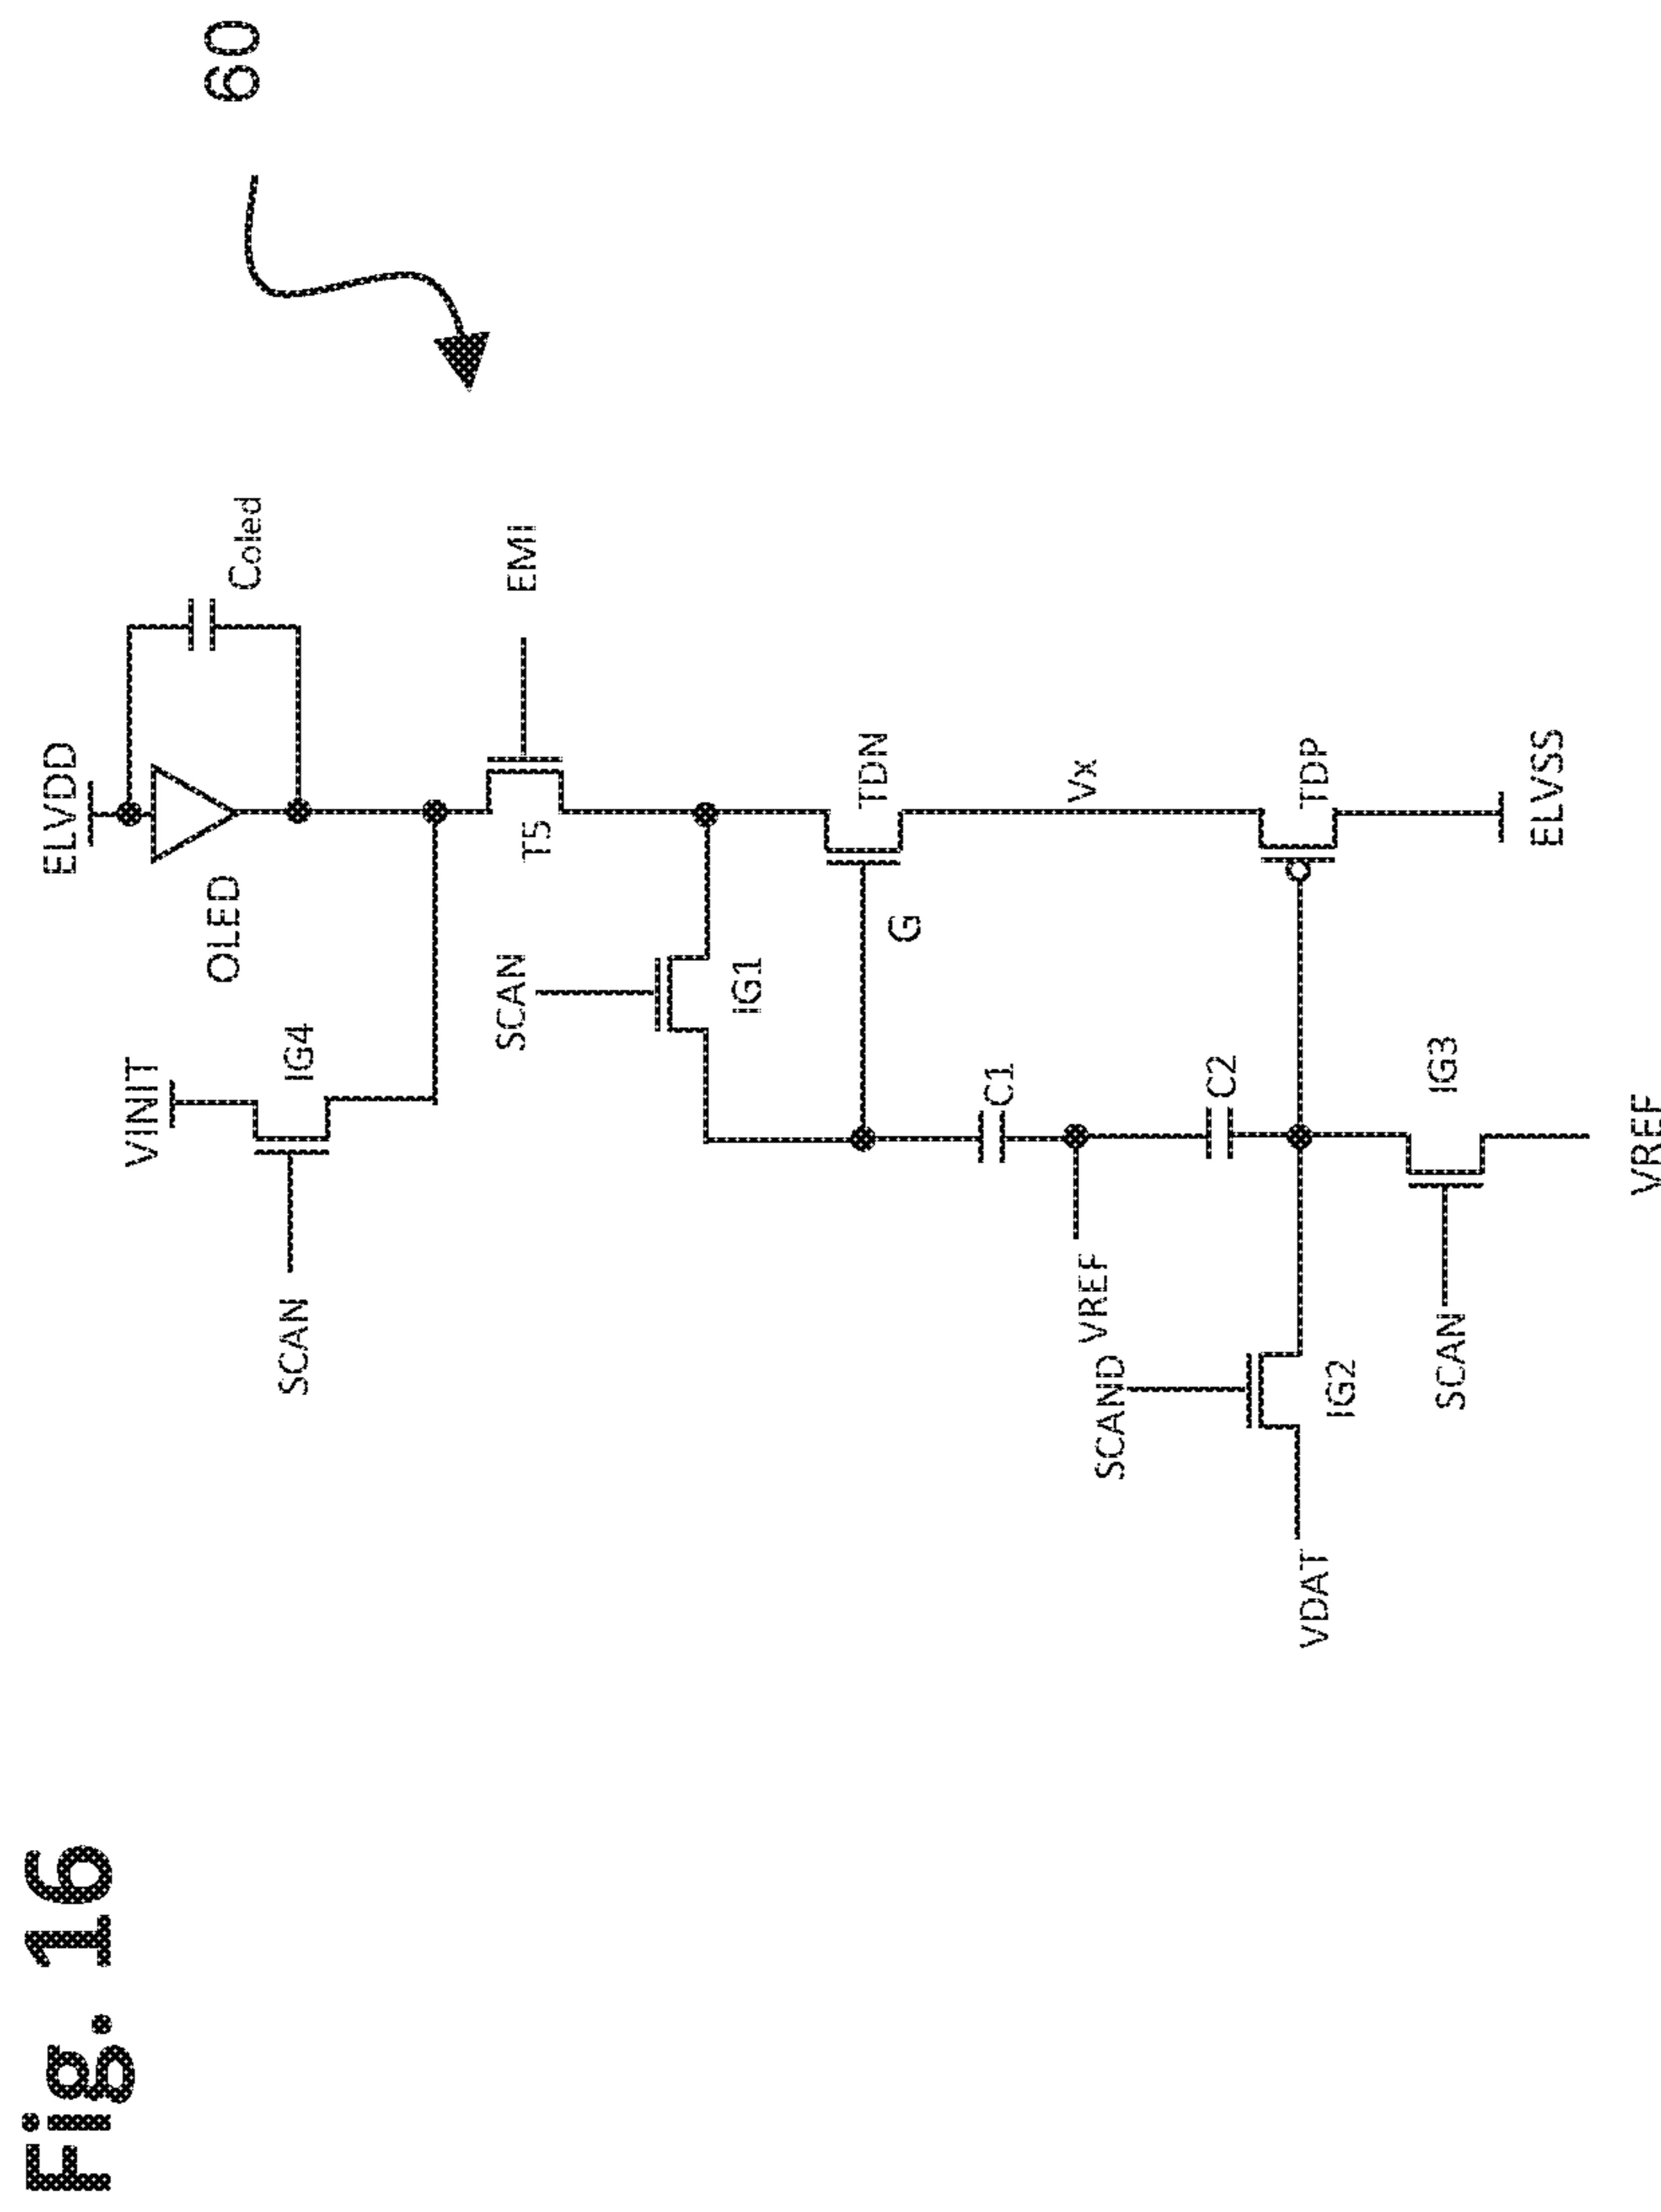 Fig. 16
60
ELVDD
OLED
Coled
VINIT
IG4
SCAN
T5
EMI
SCAN
IG1
TDN
G
Vx
C1
VREF
C2
TDP
ELVSS
SCAND
IG2
VDAT
SCAN
IG3
VREF